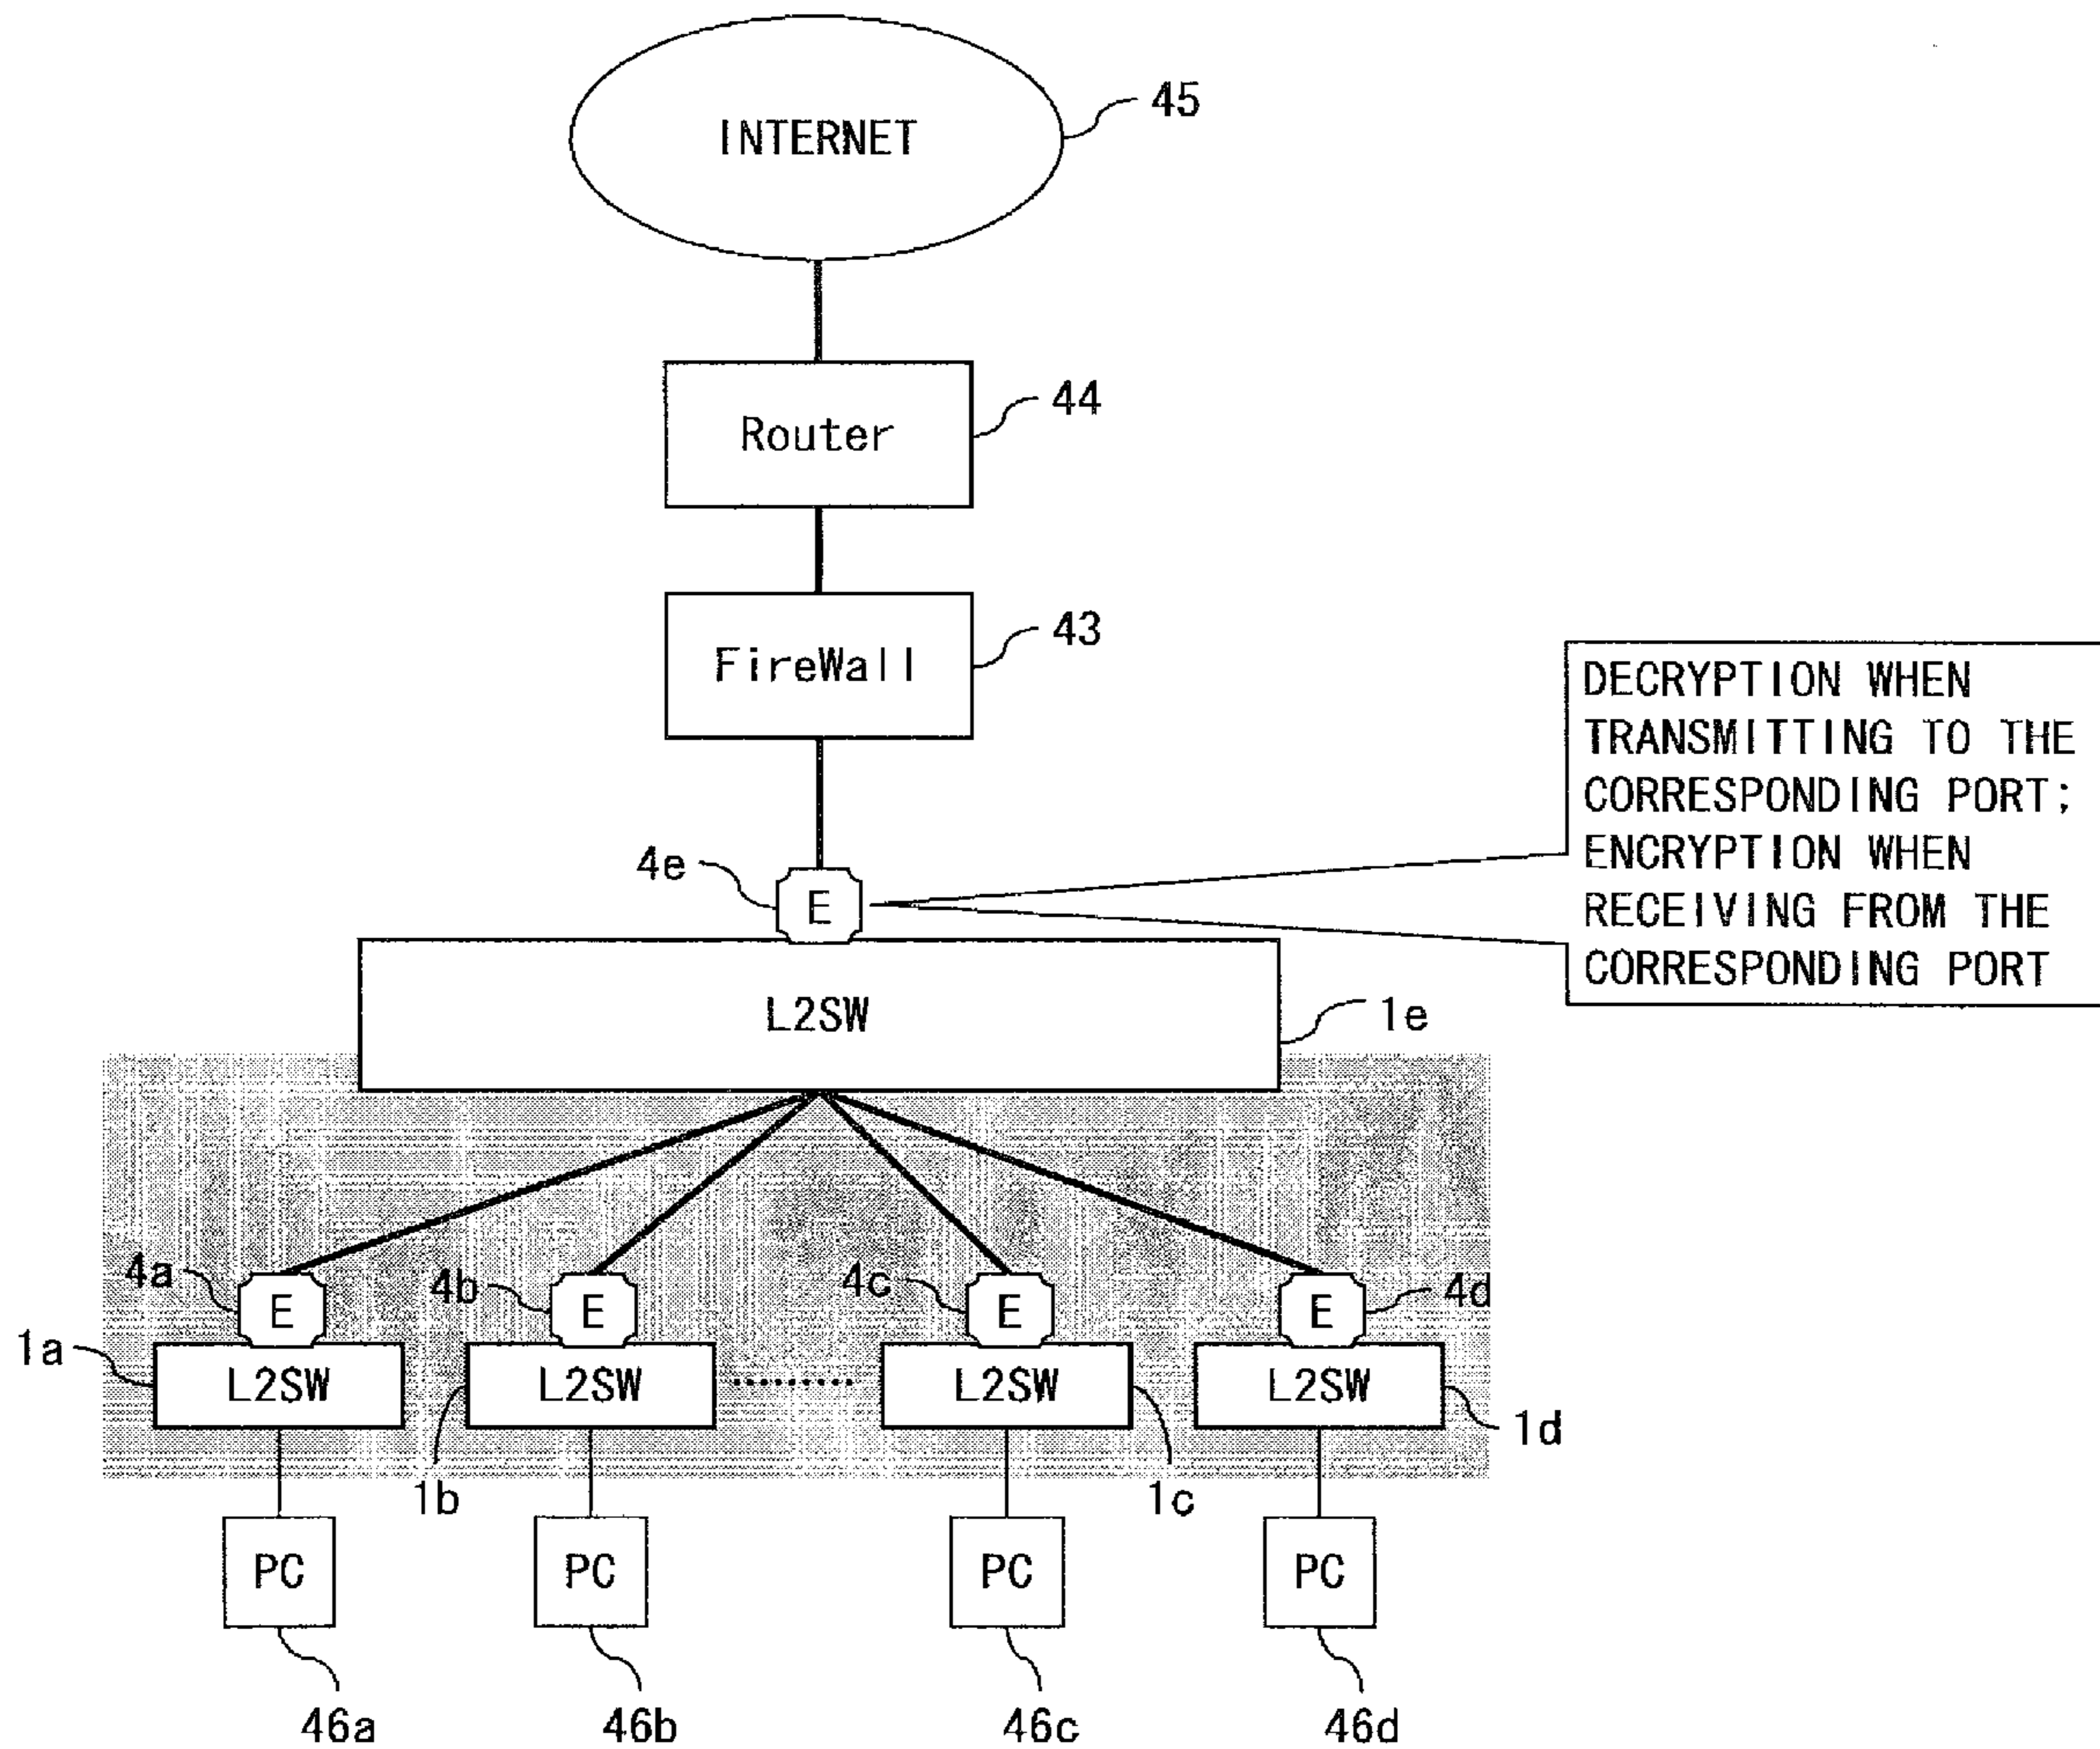 INTERNET
45
Router
44
FireWall
43
DECRYPTION WHEN
TRANSMITTING TO THE
CORRESPONDING PORT;
ENCRYPTION WHEN
RECEIVING FROM THE
CORRESPONDING PORT
4e
E
L2SW
1e
4a
E
4b
E
4c
E
4d
E
1a
L2SW
L2SW
L2SW
L2SW
1d
1b
1c
PC
PC
PC
PC
46a
46b
46c
46d